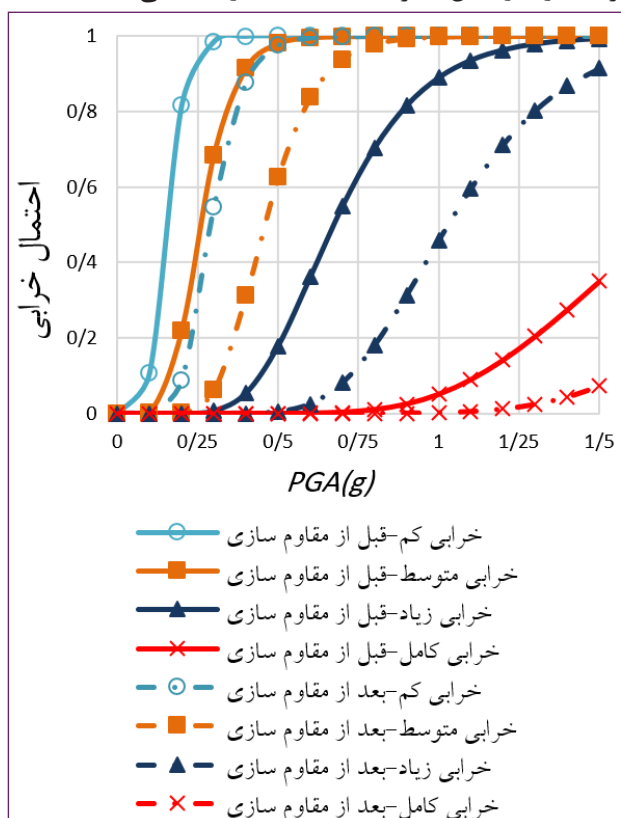 1
0/8
0/6
0/4
0/2
0
احتمال خرابی
0 0/25 0/5 0/75 1 1/25 1/5
PGA(g)
خرابی کم-قبل از مقاوم سازی
خرابی متوسط-قبل از مقاوم سازی
خرابی زیاد-قبل از مقاوم سازی
خرابی کامل-قبل از مقاوم سازی
خرابی کم-بعد از مقاوم سازی
خرابی متوسط-بعد از مقاوم سازی
خرابی زیاد-بعد از مقاوم سازی
خرابی کامل-بعد از مقاوم سازی